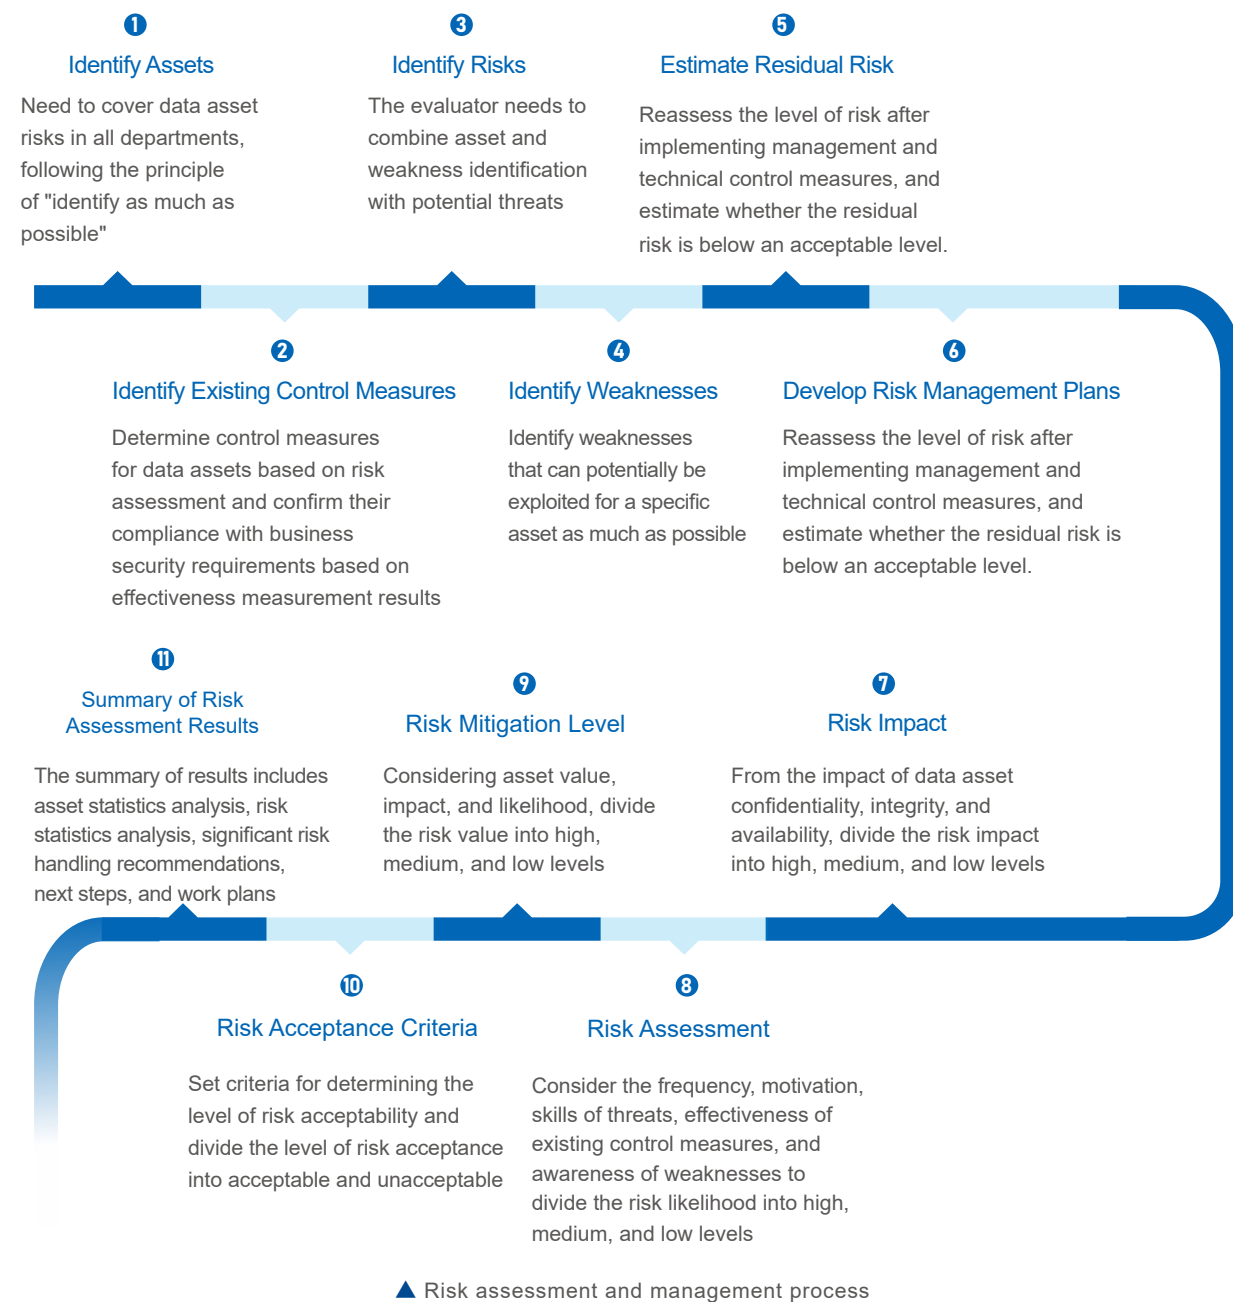 1
Identify Assets
Need to cover data asset
risks in all departments,
following the principle
of "identify as much as
possible"
2
Identify Existing Control Measures
Determine control measures
for data assets based on risk
assessment and confirm their
compliance with business
security requirements based on
effectiveness measurement results
3
Identify Risks
The evaluator needs to
combine asset and
weakness identification
with potential threats
4
Identify Weaknesses
Identify weaknesses
that can potentially be
exploited for a specific
asset as much as possible
5
Estimate Residual Risk
Reassess the level of risk after
implementing management and
technical control measures, and
estimate whether the residual
risk is below an acceptable level.
6
Develop Risk Management Plans
Reassess the level of risk after
implementing management and
technical control measures, and
estimate whether the residual risk is
below an acceptable level.
7
Risk Impact
From the impact of data asset
confidentiality, integrity, and
availability, divide the risk impact
into high, medium, and low levels
8
Risk Assessment
Consider the frequency, motivation,
skills of threats, effectiveness of
existing control measures, and
awareness of weaknesses to
divide the risk likelihood into high,
medium, and low levels
9
Risk Mitigation Level
Considering asset value,
impact, and likelihood, divide
the risk value into high,
medium, and low levels
10
Risk Acceptance Criteria
Set criteria for determining the
level of risk acceptability and
divide the level of risk acceptance
into acceptable and unacceptable
11
Summary of Risk
Assessment Results
The summary of results includes
asset statistics analysis, risk
statistics analysis, significant risk
handling recommendations,
next steps, and work plans
▲ Risk assessment and management process